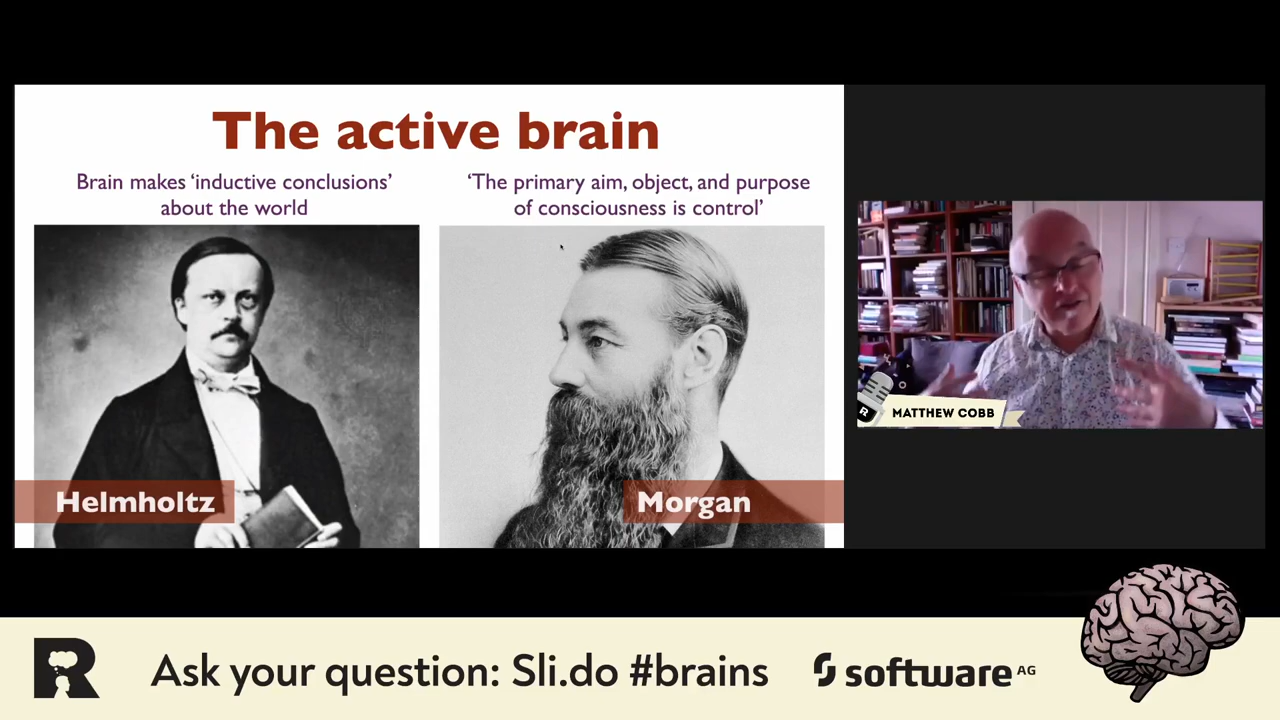 The active brain
Brain makes ‘inductive conclusions’
about the world
‘The primary aim, object, and purpose
of consciousness is control’
Helmholtz
Morgan
R
MATTHEW COBB
R
Ask your question: Sli.do #brains
software AG